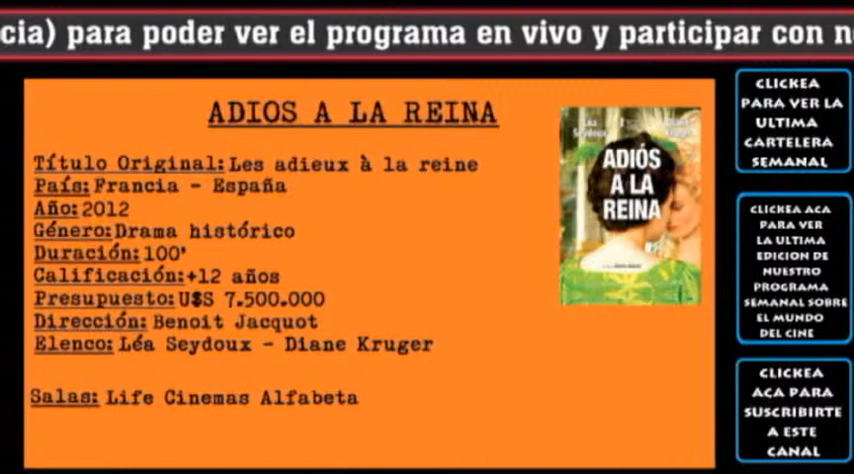 cia) para poder ver el programa en vivo y participar con n
ADIOS A LA REINA
Título Original: Les adieux à la reine
País: Francia - España
Año: 2012
Género: Drama histórico
Duración: 100'
Calificación: +12 años
Presupuesto: U$S 7.500.000
Dirección: Benoit Jacquot
Elenco: Léa Seydoux - Diane Kruger
Salas: Life Cinemas Alfabeta
Léa
Seydoux
Kruger
ADIÓS
A LA
REINA
CLICKEA
PARA VER LA
ULTIMA
CARTELERA
SEMANAL
CLICKEA ACA
PARA VER
LA ULTIMA
EDICION DE
NUESTRO
PROGRAMA
SEMANAL SOBRE
EL MUNDO
DEL CINE
CLICKEA
ACA PARA
SUSCRIBIRTE
A ESTE
CANAL